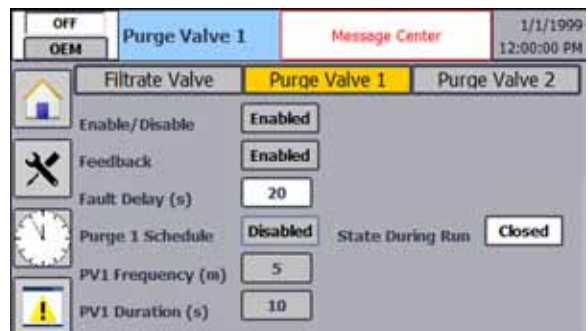 OFF
OEM
Purge Valve 1
Message Center
1/1/1999
12:00:00 PM
Filtrate Valve
Purge Valve 1
Purge Valve 2
Enable/Disable
Enabled
Feedback
Enabled
Fault Delay (s)
20
Purge 1 Schedule
Disabled
State During Run
Closed
PV1 Frequency (m)
5
PV1 Duration (s)
10